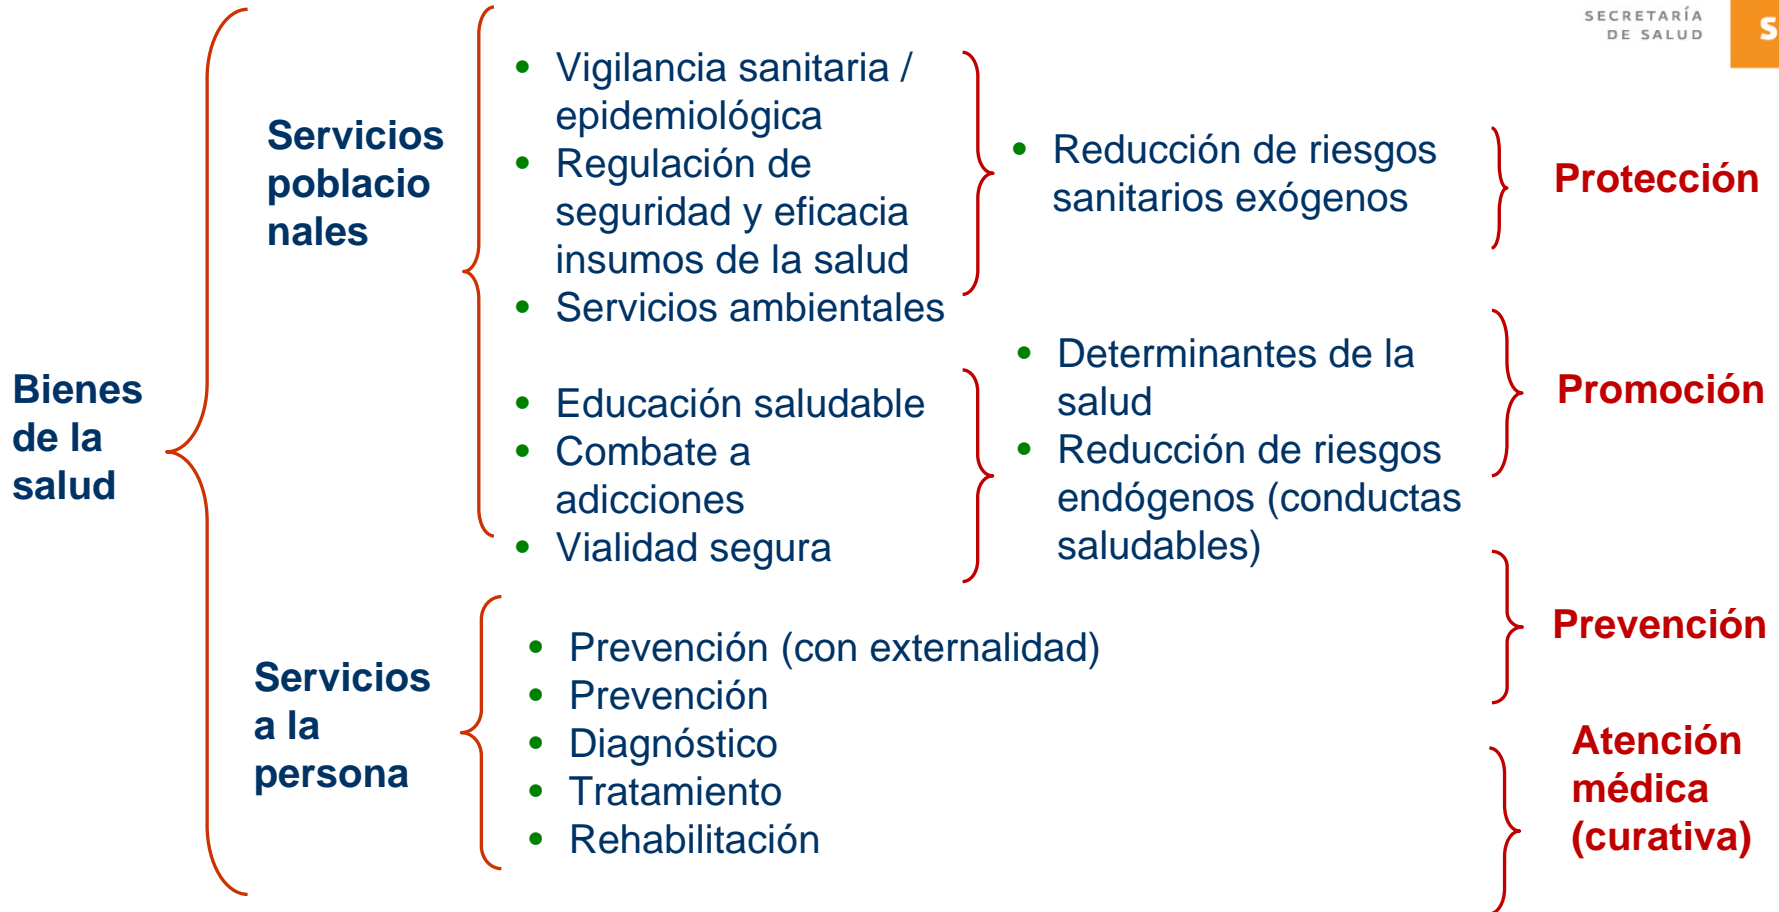 SECRETARÍA
DE SALUD
S
Bienes
de la
salud
Servicios
poblacio
nales
• Vigilancia sanitaria /
epidemiológica
• Regulación de
seguridad y eficacia
insumos de la salud
• Servicios ambientales
• Reducción de riesgos
sanitarios exógenos
Protección
• Educación saludable
• Combate a
adicciones
• Vialidad segura
• Determinantes de la
salud
• Reducción de riesgos
endógenos (conductas
saludables)
Promoción
Servicios
a la
persona
• Prevención (con externalidad)
• Prevención
• Diagnóstico
• Tratamiento
• Rehabilitación
Prevención
Atención
médica
(curativa)